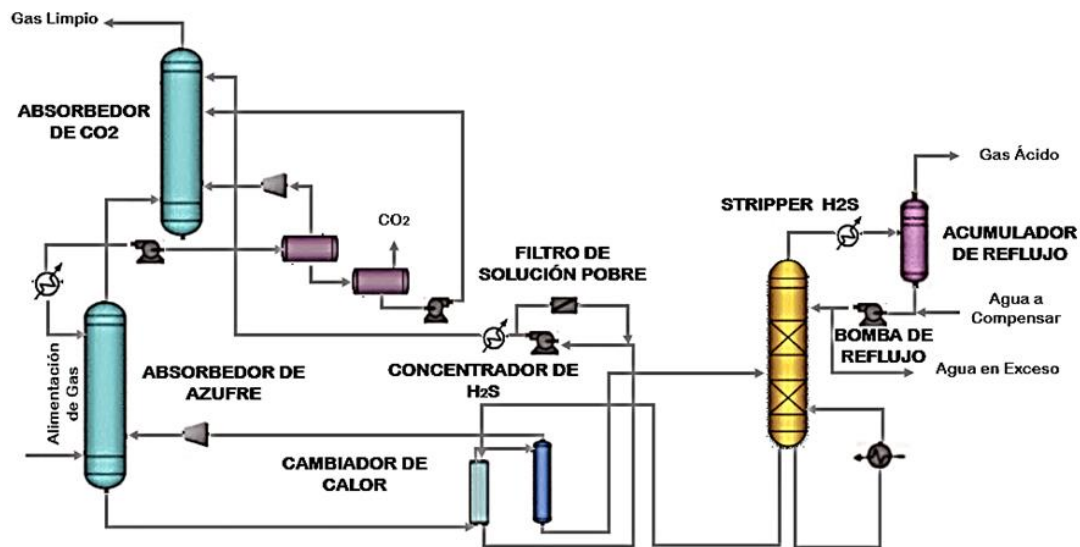 Gas Limpio
ABSORBEDOR
DE CO2
Gas Ácido
CO₂
STRIPPER H2S
ACUMULADOR
DE REFLUJO
FILTRO DE
SOLUCIÓN POBRE
Agua a
Compensar
BOMBA DE
REFLUJO
Agua en Exceso
Alimentación
de Gas
ABSORBEDOR DE
AZUFRE
CONCENTRADOR DE
H₂S
CAMBIADOR DE
CALOR